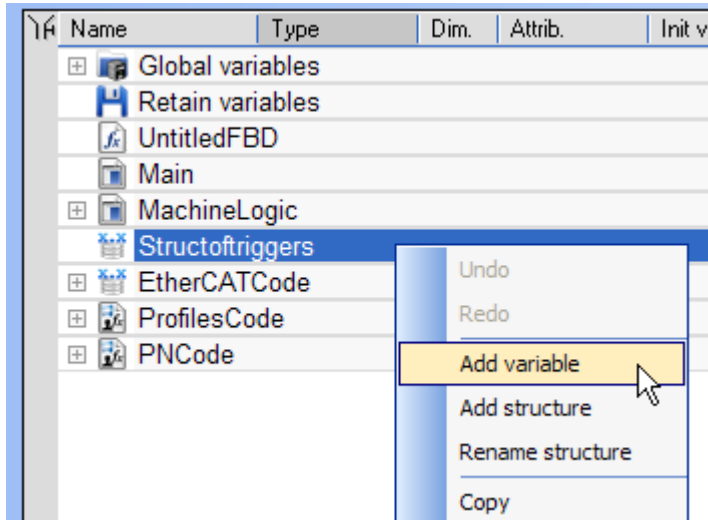 Name Type Dim. Attrib. Init v
Global variables
Retain variables
UntitledFBD
Main
MachineLogic
Structoftriggers
EtherCATCode
ProfilesCode
PNCode
Undo
Redo
Add variable
Add structure
Rename structure
Copy